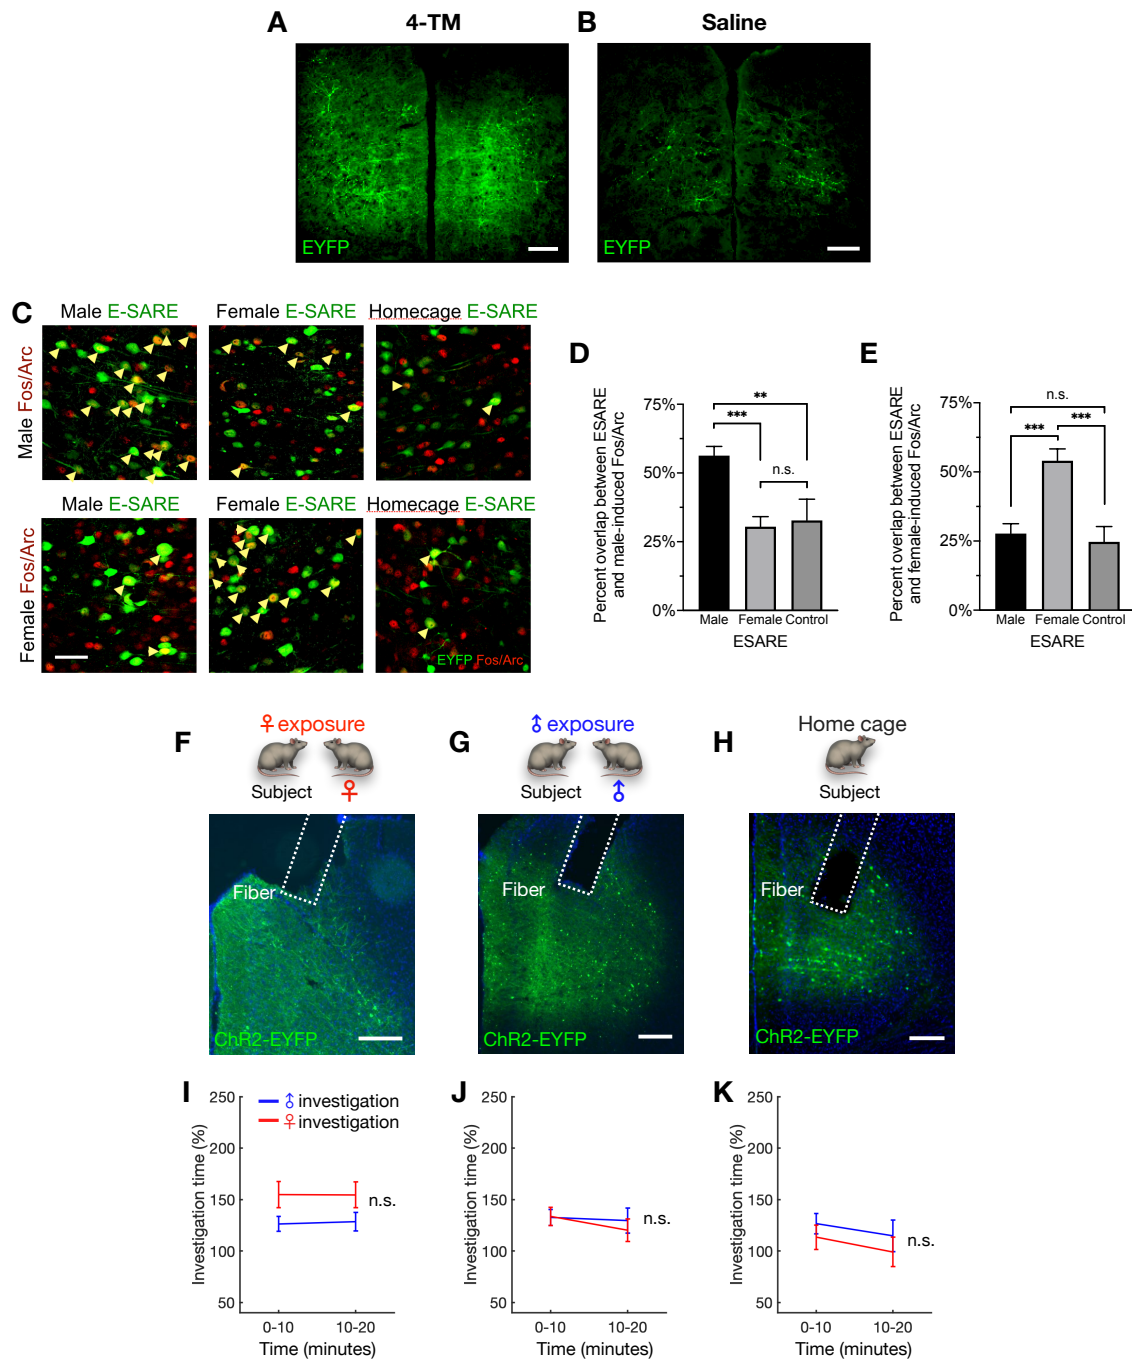 A 4-TM
B Saline
EYFP
EYFP
C
Male E-SARE
Female E-SARE
Homecage E-SARE
Male Fos/Arc
Male E-SARE
Female E-SARE
Homecage E-SARE
Female Fos/Arc
EYFP Fos/Arc
D
Percent overlap between ESARE
and male-induced Fos/Arc
75%
50%
25%
0%
**
***
n.s.
Male Female Control
ESARE
E
Percent overlap between ESARE
and female-induced Fos/Arc
75%
50%
25%
0%
n.s.
*** ***
Male Female Control
ESARE
F
♀ exposure
Subject ♀
Fiber
ChR2-EYFP
G
♂ exposure
Subject ♂
Fiber
ChR2-EYFP
H
Home cage
Subject
Fiber
ChR2-EYFP
I
Investigation time (%)
250
200
150
100
50
♂ investigation
♀ investigation
n.s.
0-10 10-20
Time (minutes)
J
Investigation time (%)
250
200
150
100
50
n.s.
0-10 10-20
Time (minutes)
K
Investigation time (%)
250
200
150
100
50
n.s.
0-10 10-20
Time (minutes)